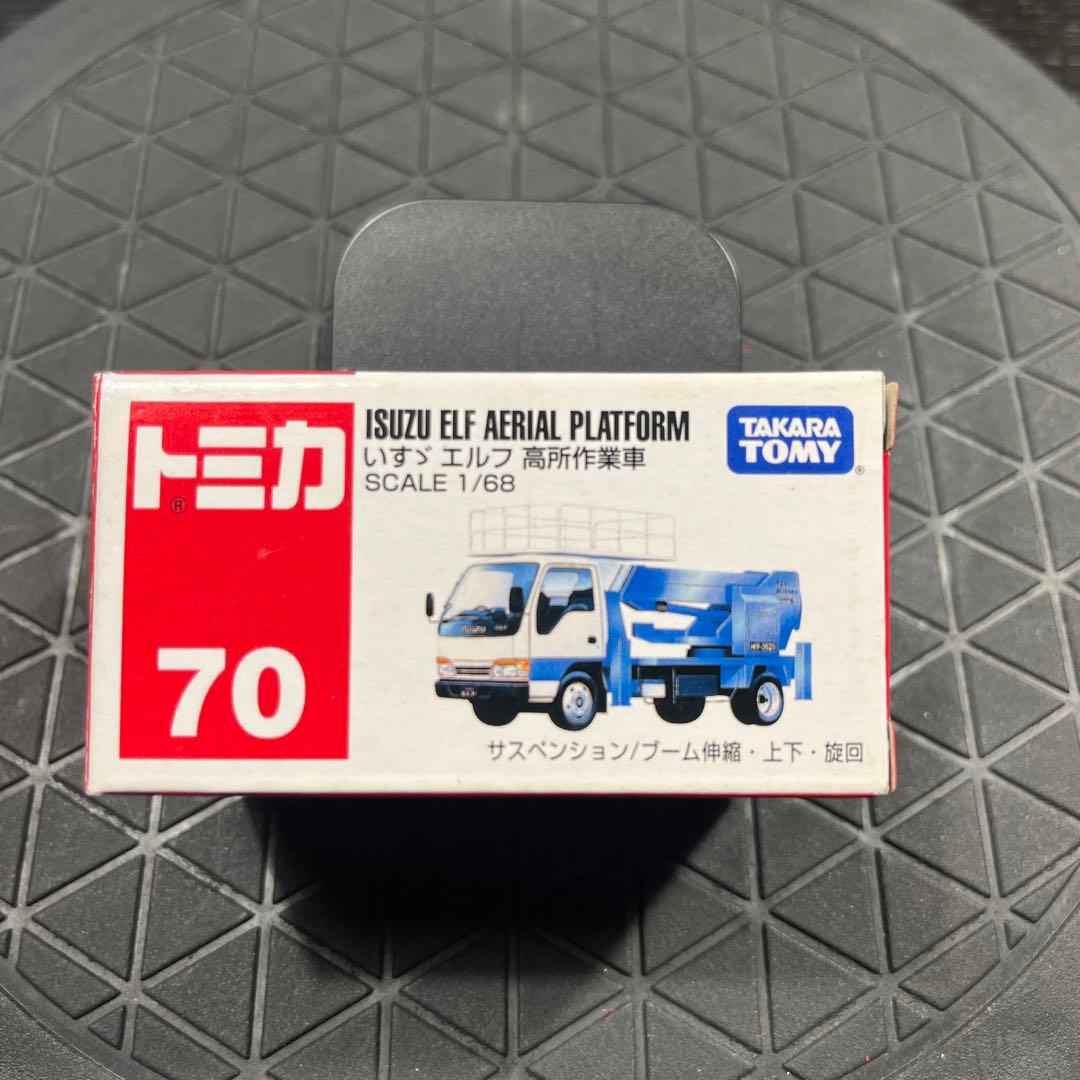 トミカ
®
70
ISUZU ELF AERIAL PLATFORM
いすゞ エルフ 高所作業車
SCALE 1/68
TAKARA
TOMY
®
ISUZU
サスペンション/ブーム伸縮・上下・旋回